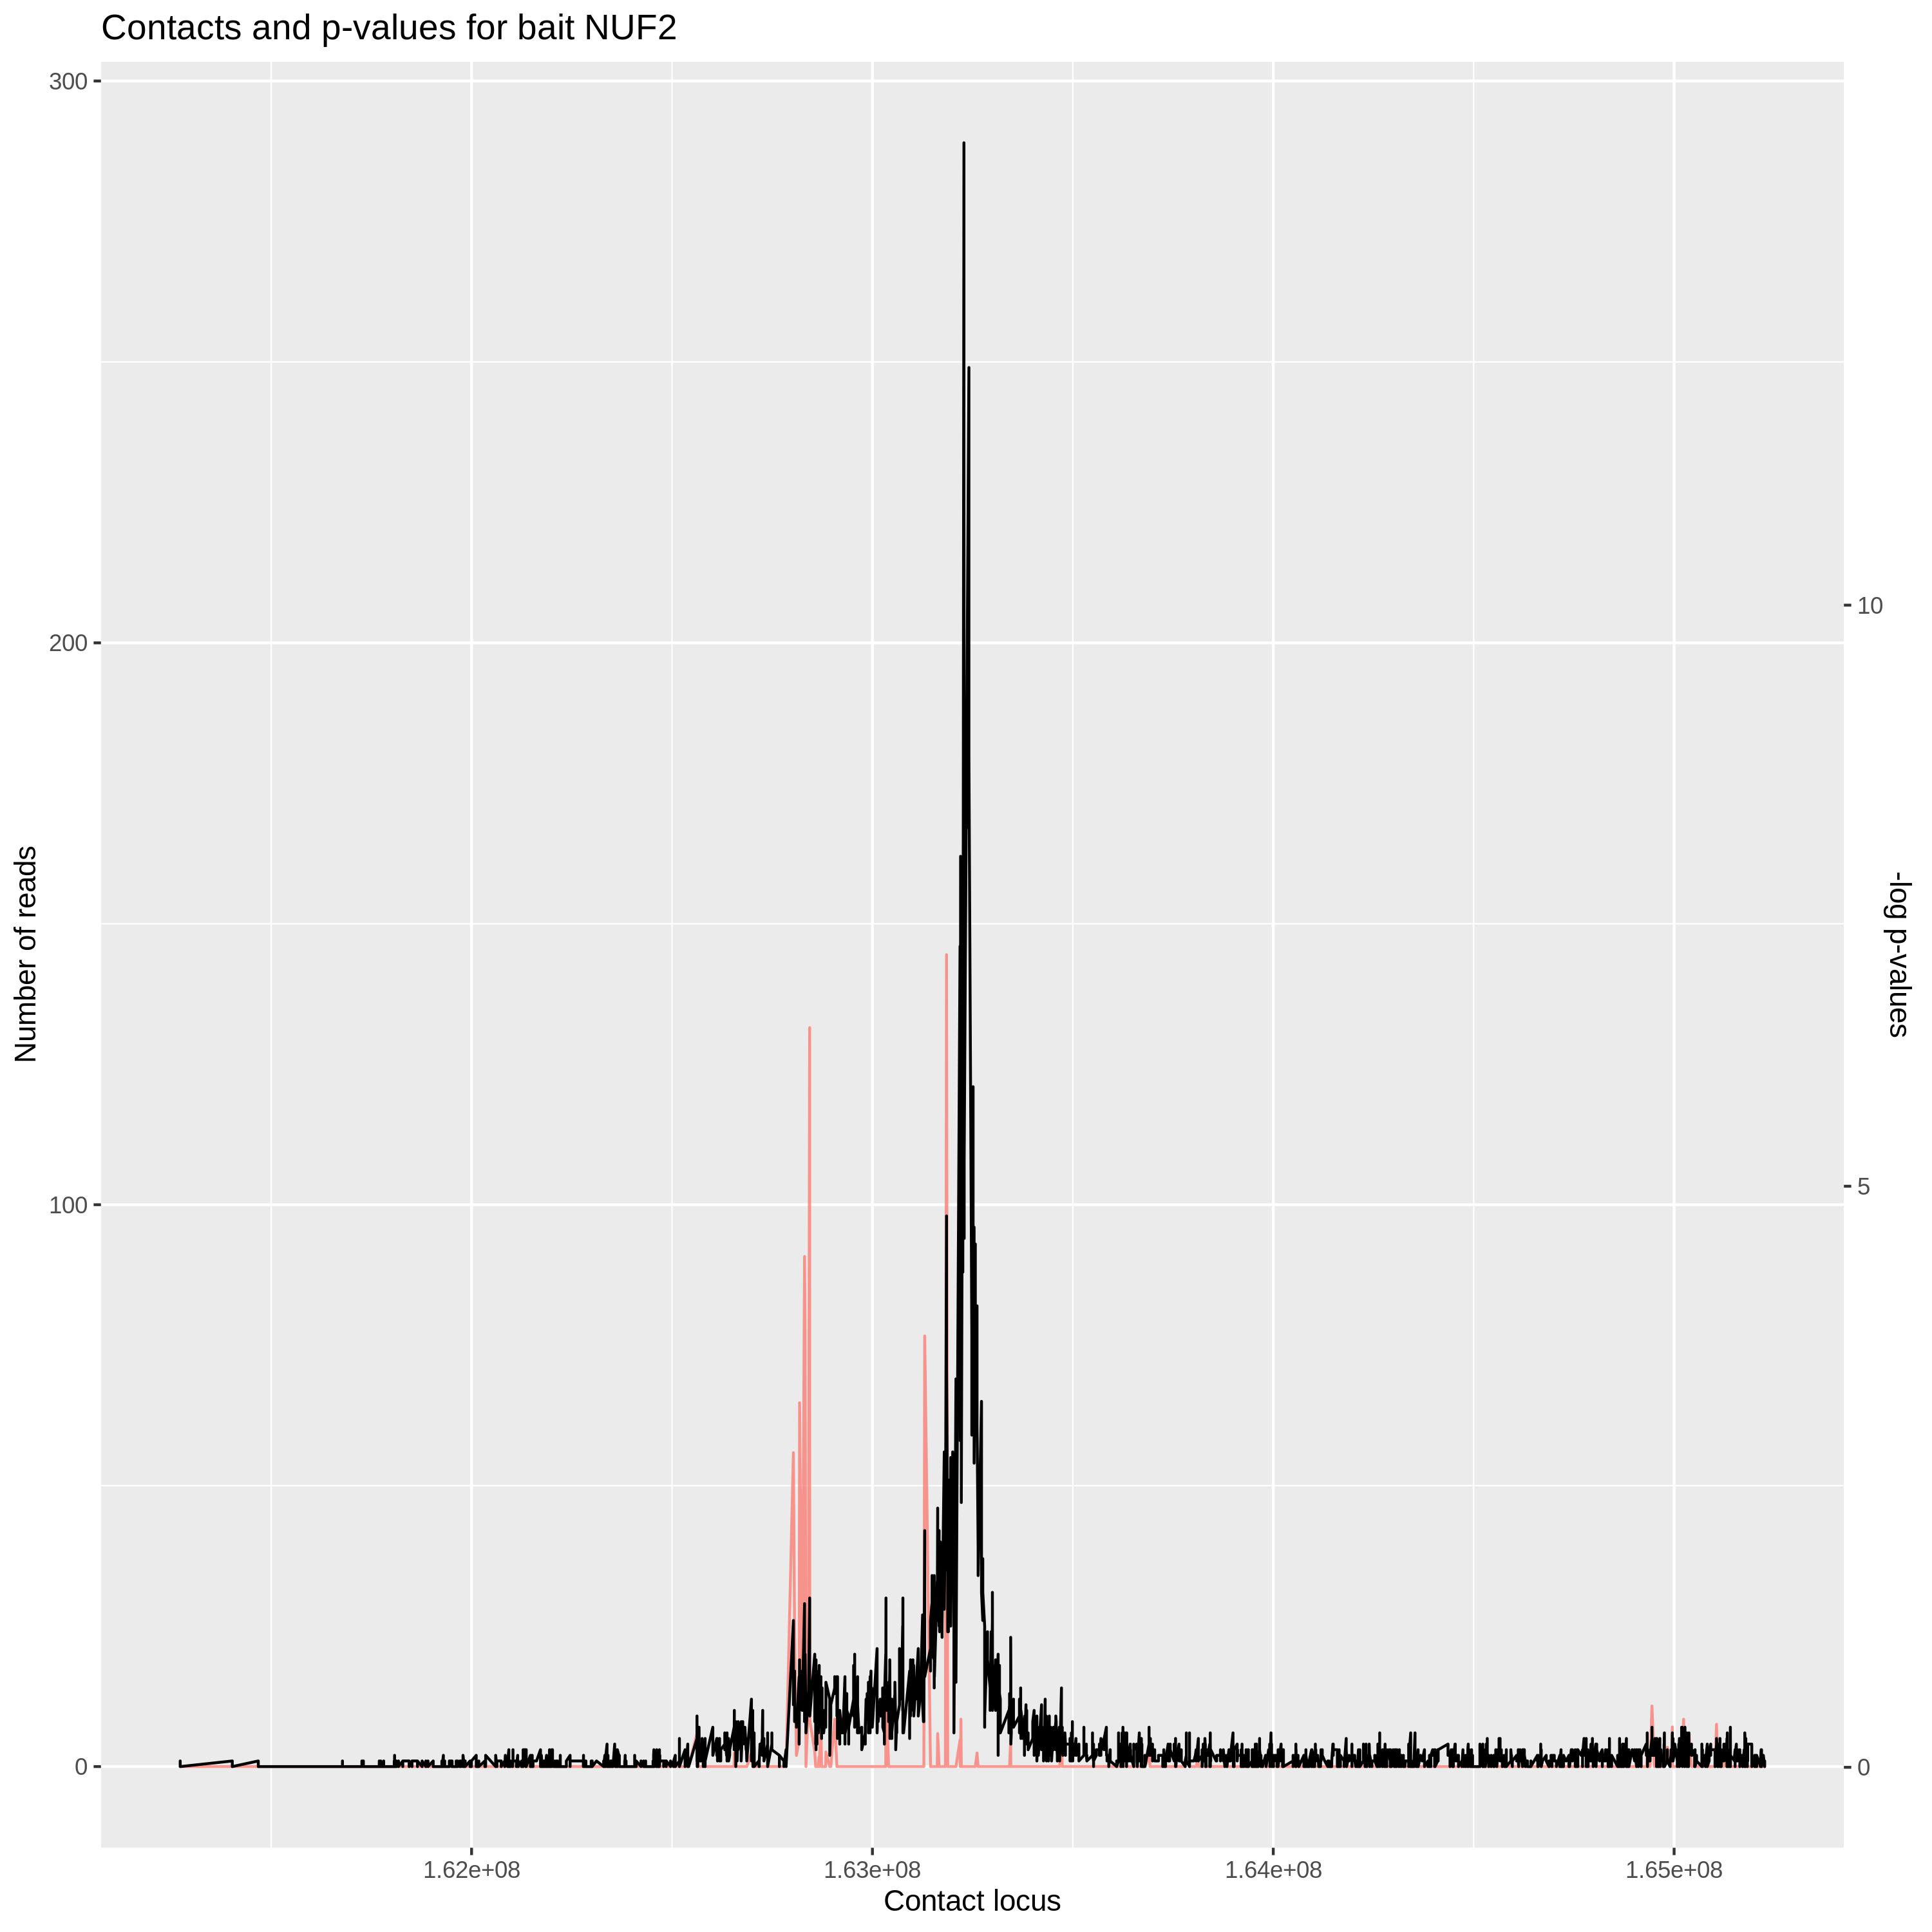 Contacts and p-values for bait NUF2
300
200
100
0
Number of reads
10
5
0
-log p-values
1.62e+08
1.63e+08
1.64e+08
1.65e+08
Contact locus